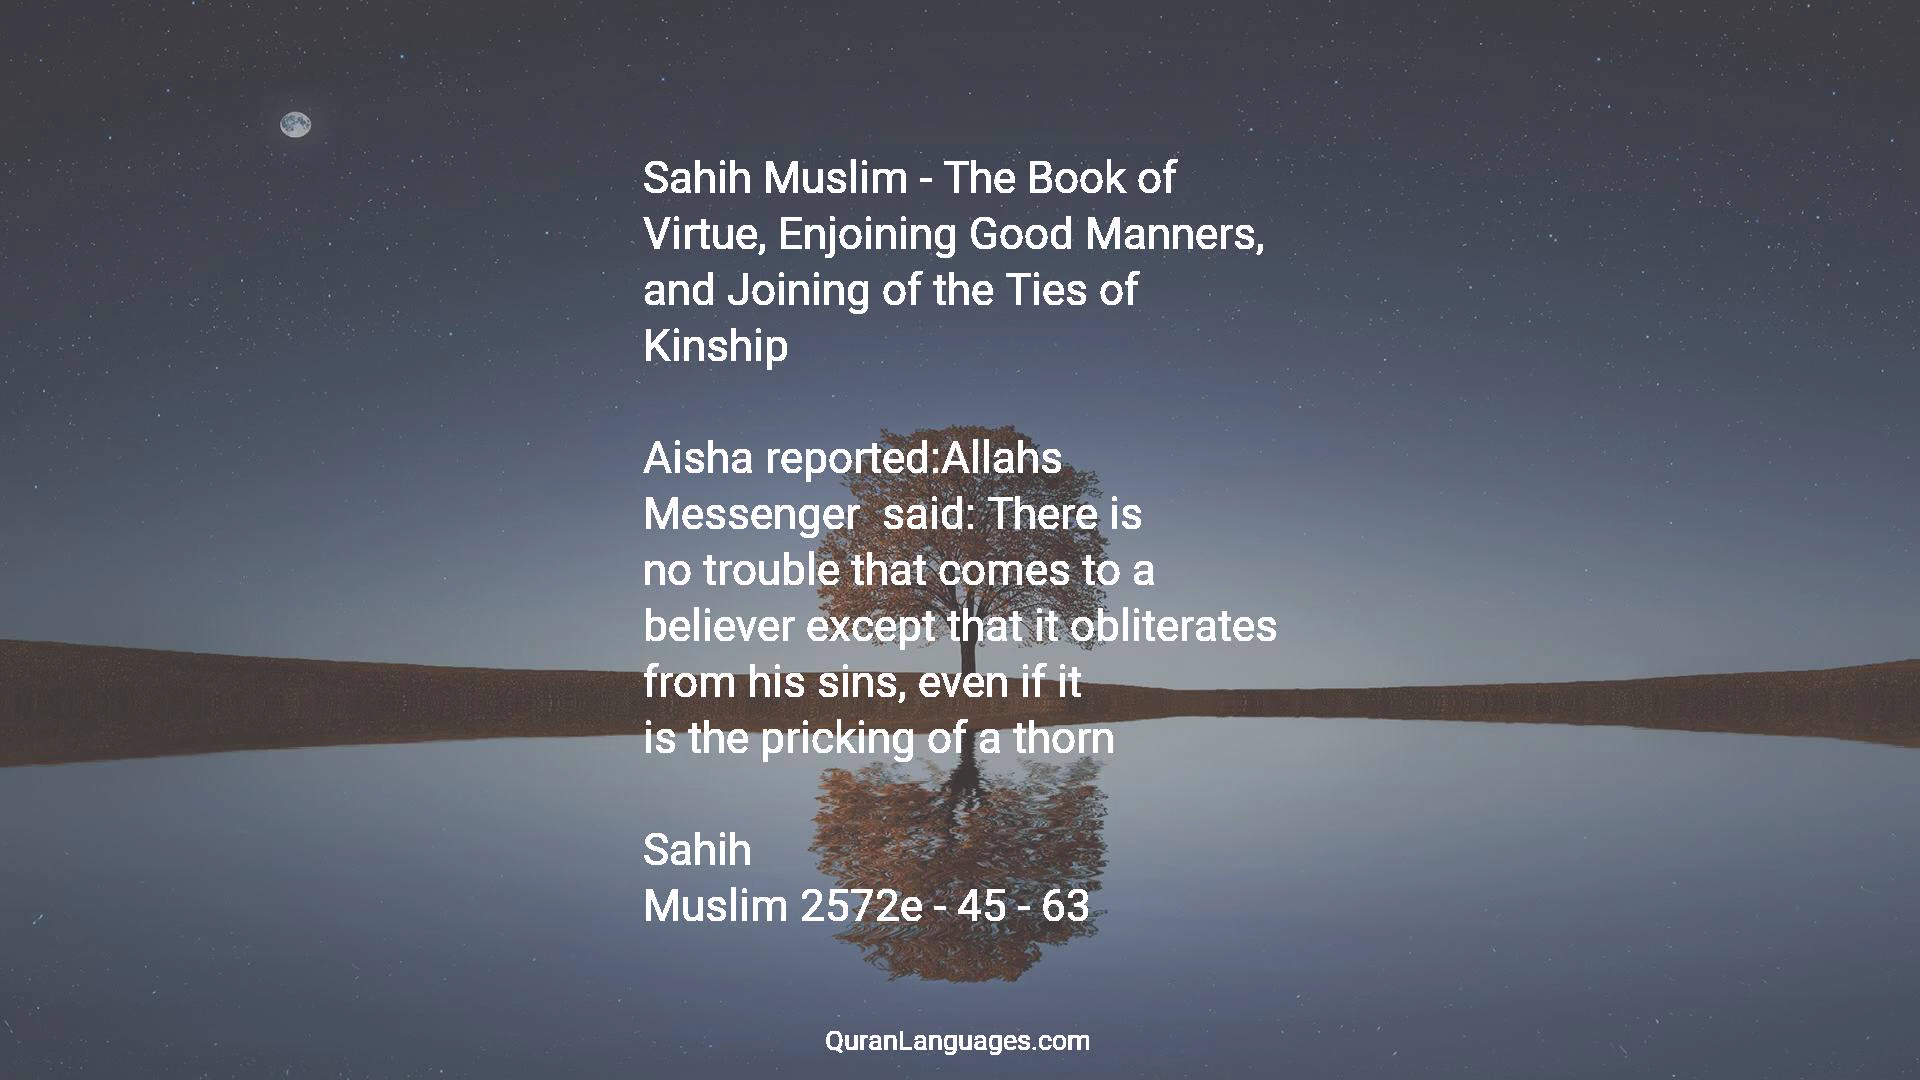 Sahih Muslim - The Book of
Virtue, Enjoining Good Manners,
and Joining of the Ties of
Kinship
Aisha reported:Allahs
Messenger  said: There is
no trouble that comes to a
believer except that it obliterates
from his sins, even if it
is the pricking of a thorn
Sahih
Muslim 2572e - 45 - 63
QuranLanguages.com